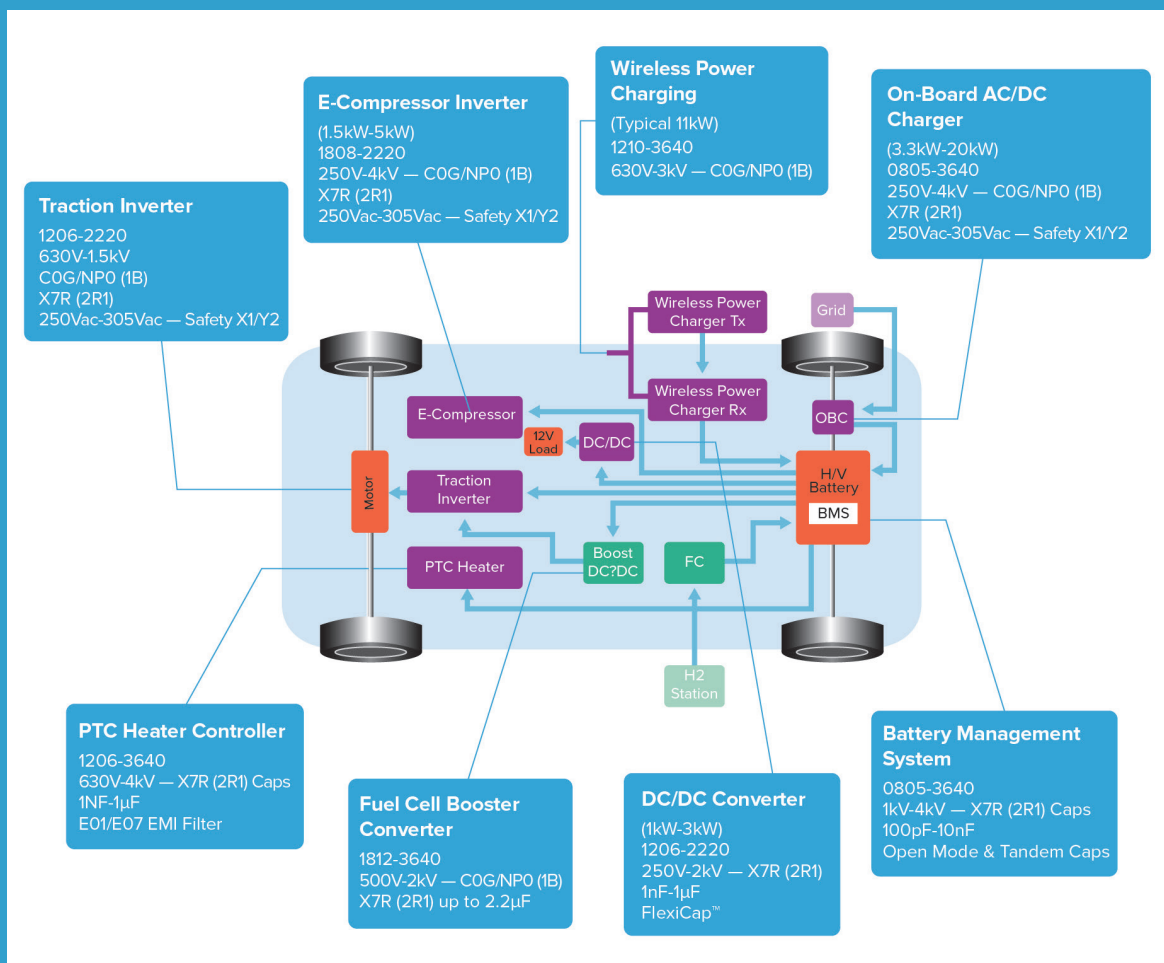 E-Compressor Inverter
(1.5kW-5kW)
1808-2220
250V-4kV — C0G/NP0 (1B)
X7R (2R1)
250Vac-305Vac — Safety X1/Y2
Wireless Power
Charging
(Typical 11kW)
1210-3640
630V-3kV — C0G/NP0 (1B)
On-Board AC/DC
Charger
(3.3kW-20kW)
0805-3640
250V-4kV — C0G/NP0 (1B)
X7R (2R1)
250Vac-305Vac — Safety X1/Y2
Traction Inverter
1206-2220
630V-1.5kV
C0G/NP0 (1B)
X7R (2R1)
250Vac-305Vac — Safety X1/Y2
Wireless Power
Charger Tx
Grid
Wireless Power
Charger Rx
E-Compressor
OBC
12V
Load
DC/DC
H/V
Battery
BMS
Motor
Traction
Inverter
PTC Heater
Boost
DC?DC
FC
H2
Station
PTC Heater Controller
1206-3640
630V-4kV — X7R (2R1) Caps
1NF-1µF
E01/E07 EMI Filter
Fuel Cell Booster
Converter
1812-3640
500V-2kV — C0G/NP0 (1B)
X7R (2R1) up to 2.2µF
DC/DC Converter
(1kW-3kW)
1206-2220
250V-2kV — X7R (2R1)
1nF-1µF
FlexiCap™
Battery Management
System
0805-3640
1kV-4kV — X7R (2R1) Caps
100pF-10nF
Open Mode & Tandem Caps